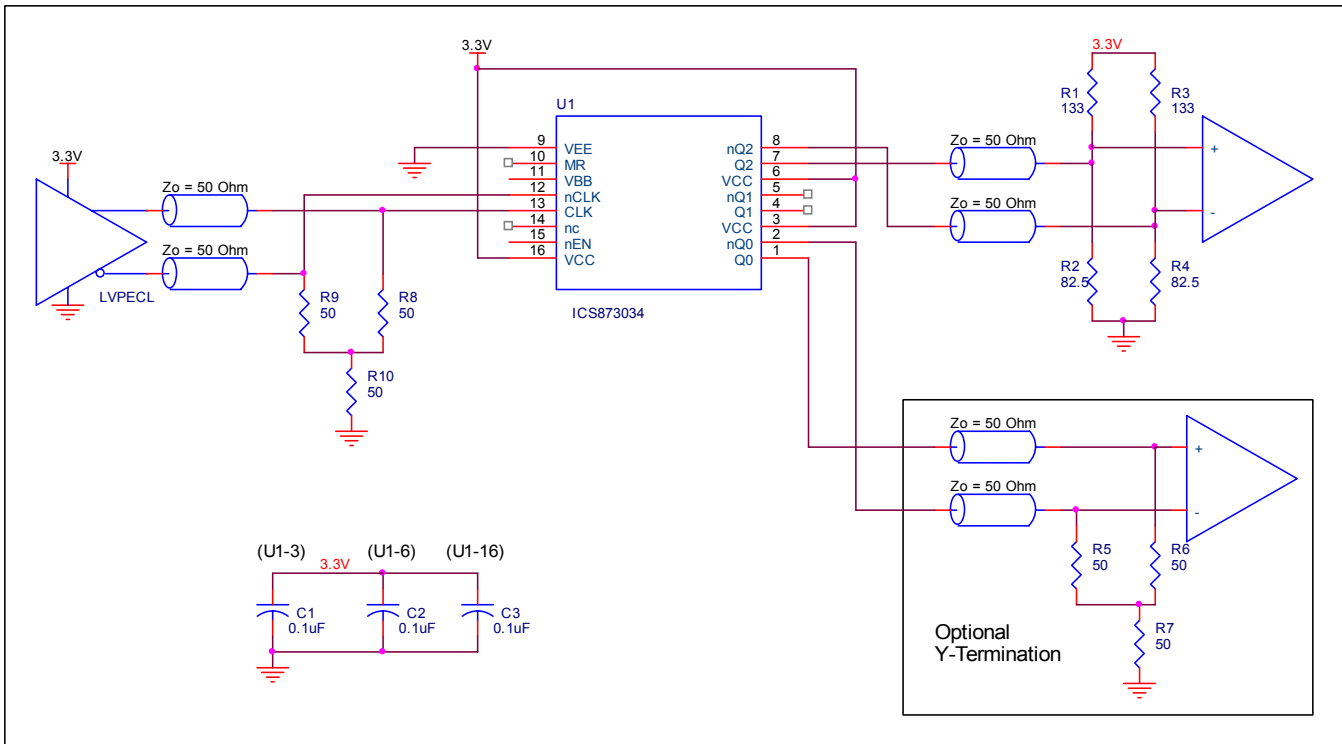 3.3V
Zo = 50 Ohm
Zo = 50 Ohm
LVPECL
R9
50
R8
50
R10
50
3.3V
U1
9 VEE
10 MR
11 VBB
12 nCLK
13 CLK
14 nc
15 nEN
16 VCC
nQ2 8
Q2 7
VCC 6
nQ1 5
Q1 4
VCC 3
nQ0 2
Q0 1
ICS873034
3.3V
R1
133
R3
133
Zo = 50 Ohm
Zo = 50 Ohm
+
-
R2
82.5
R4
82.5
Zo = 50 Ohm
Zo = 50 Ohm
+
-
R5
50
R6
50
R7
50
Optional
Y-Termination
(U1-3) (U1-6) (U1-16)
3.3V
C1
0.1uF
C2
0.1uF
C3
0.1uF